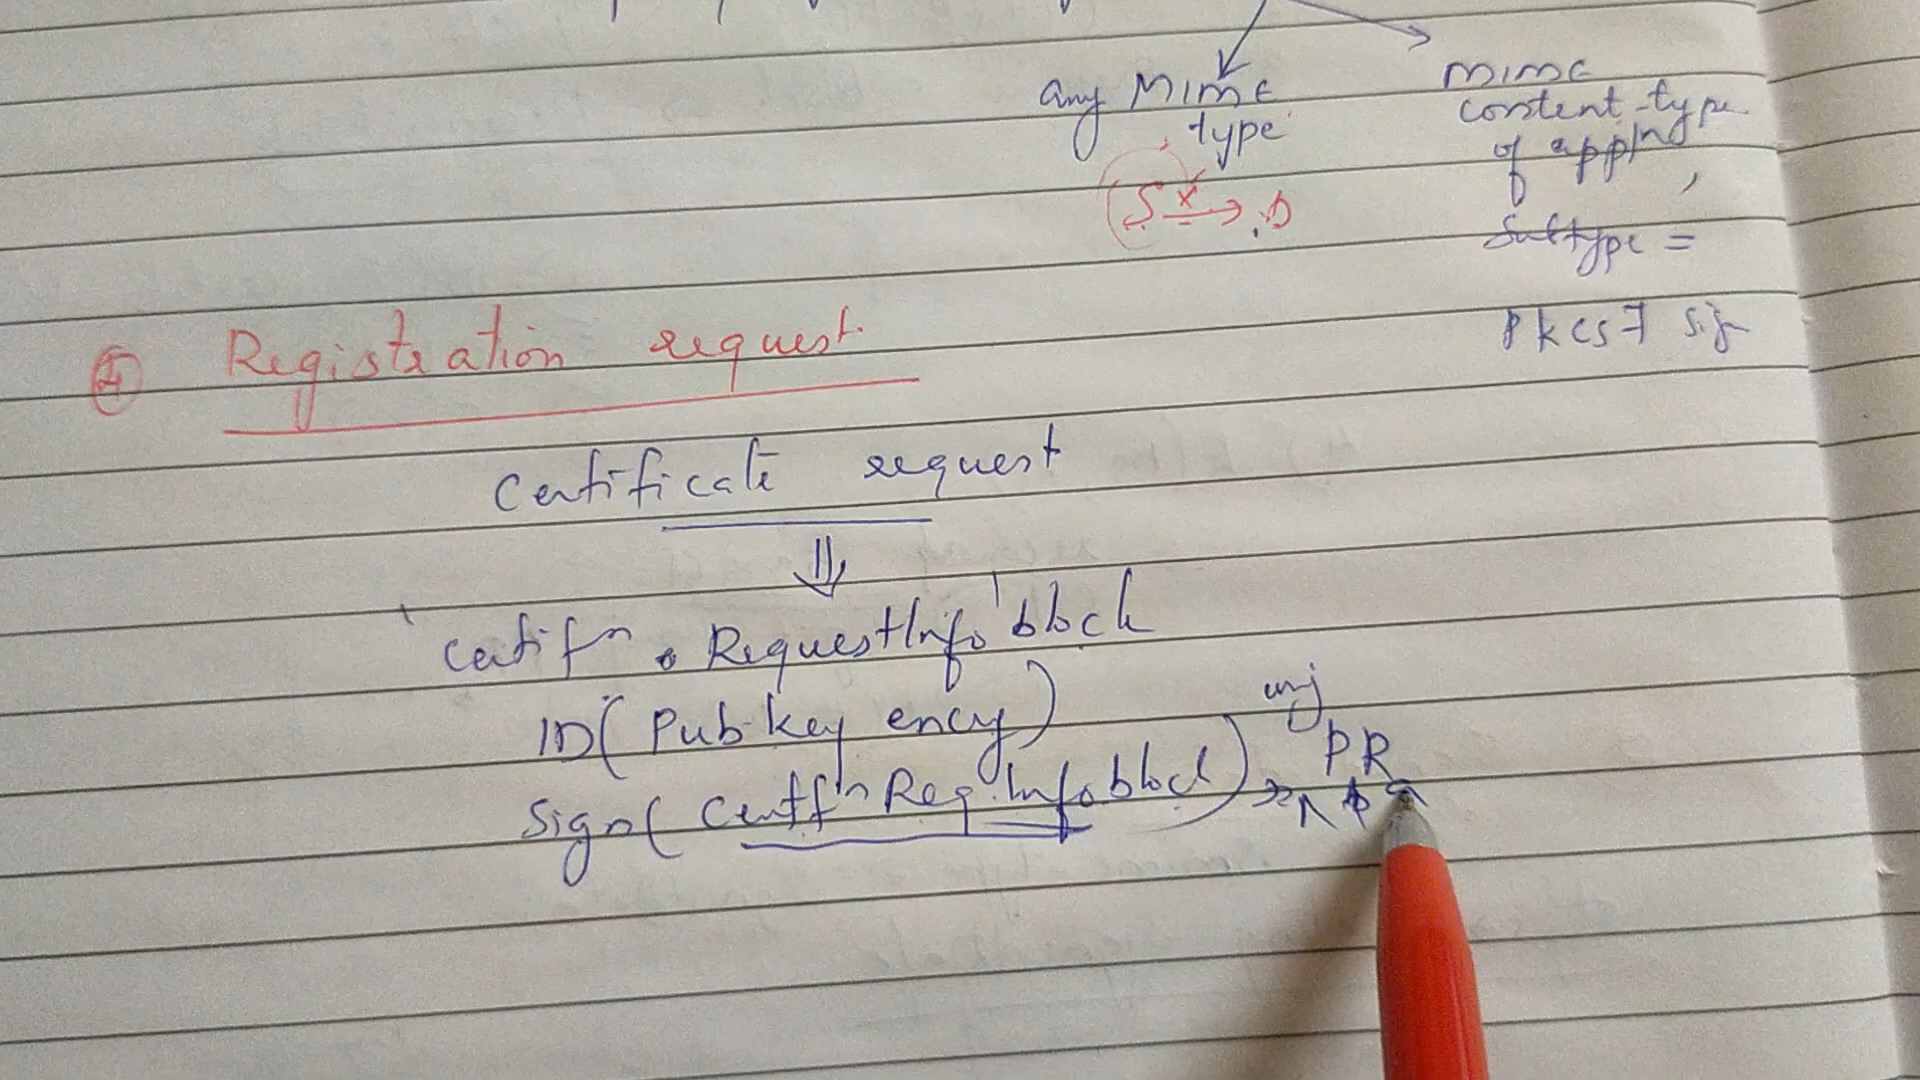 any MIME
type
MIME
content-type
of appln,
Subtype =
PKCS7 sig
S x→ D
④ Registration request
Certificate request
⇓
Certifn RequestInfo block
ID( Pub-key ency)
Sign( Certfn Req Info block) →
using
PR